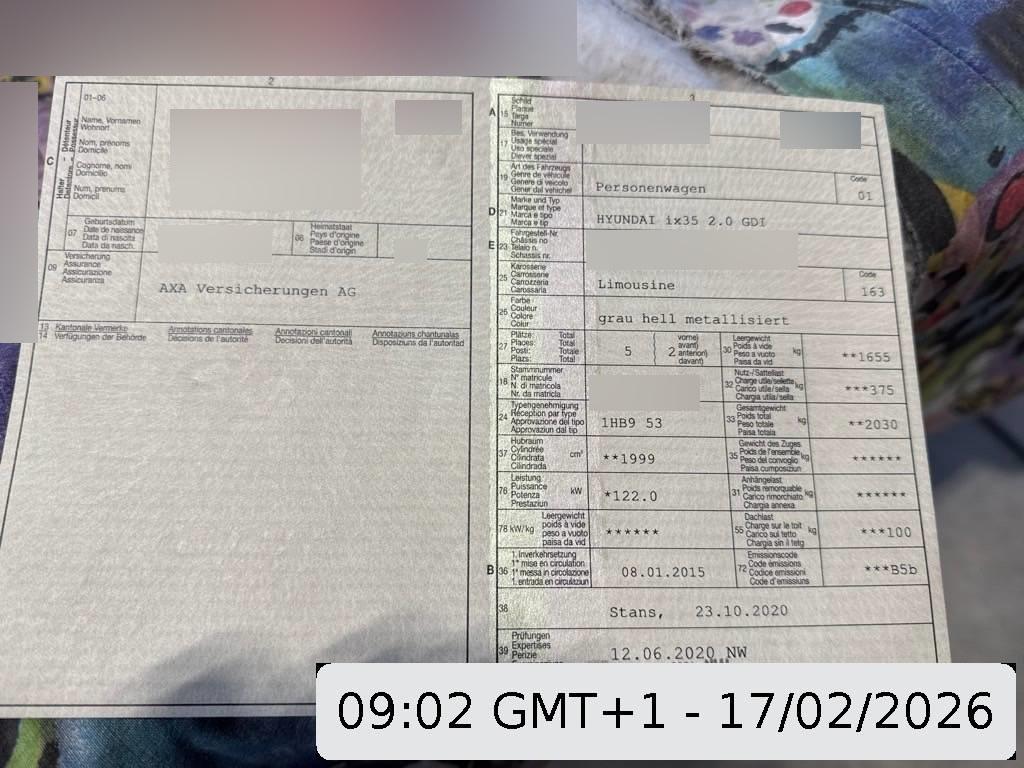 2
01-06
Name, Vornamen
Wohnort
Nom, prénoms
Domicile
Cognome, nomi
Domicilio
Num, prenums
Domicil
C
Halter - Détenteur
Detentore - Possessur
07
Geburtsdatum
Date de naissance
Data di nascita
Data da nasch.
08
Heimatstaat
Pays d'origine
Paese d'origine
Stadi d'origin
09
Versicherung
Assurance
Assicurazione
Assicuranza
AXA Versicherungen AG
13 Kantonale Vermerke
14 Verfügungen der Behörde
Annotations cantonales
Décisions de l'autorité
Annotazioni cantonali
Decisioni dell'autorità
Annotaziuns chantunalas
Disposiziuns da l'autoritad
3
A 15
Schild
Plaque
Targa
Numer
17
Bes. Verwendung
Usage spécial
Uso speciale
Diever spezial
19
Art des Fahrzeugs
Genre de véhicule
Genere di veicolo
Gener dal vehichel
Personenwagen
Code
01
D 21
Marke und Typ
Marque et type
Marca e tipo
Marca e tip
HYUNDAI ix35 2.0 GDI
E 23
Fahrgestell-Nr.
Châssis no
Telaio n.
Schassis nr.
25
Karosserie
Carrosserie
Carrozzeria
Carossaria
Limousine
Code
163
26
Farbe
Couleur
Colore
Colur
grau hell metallisiert
27
Plätze: Total
Places: Total
Posti: Totale
Plazs: Total
5
2
vorne)
avant)
anteriori)
davant)
30
Leergewicht
Poids à vide
Peso a vuoto
Paisa da vid
kg
**1655
18
Stammnummer
N° matricule
N. di matricola
Nr. da matricla
32
Nutz-/Sattellast
Charge utile/sellette
Carico utile/sella
Chargia utila/sella
kg
***375
24
Typengenehmigung
Réception par type
Approvazione del tipo
Approvaziun dal tip
1HB9 53
33
Gesamtgewicht
Poids total
Peso totale
Paisa totala
kg
**2030
37
Hubraum
Cylindrée
Cilindrata
Cilindrada
cm³
**1999
35
Gewicht des Zuges
Poids de l'ensemble
Peso del convoglio
Paisa cumposiziun
kg
******
76
Leistung
Puissance
Potenza
Prestaziun
kW
*122.0
31
Anhängelast
Poids remorquable
Carico rimorchiato
Chargia annexa
kg
******
78 kW/kg
Leergewicht
poids à vide
peso a vuoto
paisa da vid
******
55
Dachlast
Charge sur le toit
Carico sul tetto
Chargia sin il tetg
kg
***100
B 36
1. Inverkehrsetzung
1re mise en circulation
1a messa in circolazione
1. entrada en circulaziun
08.01.2015
72
Emissionscode
Code émissions
Codice emissioni
Code d'emissiuns
***B5b
38
Stans, 23.10.2020
39
Prüfungen
Expertises
Perizie
12.06.2020 NW
09:02 GMT+1 - 17/02/2026